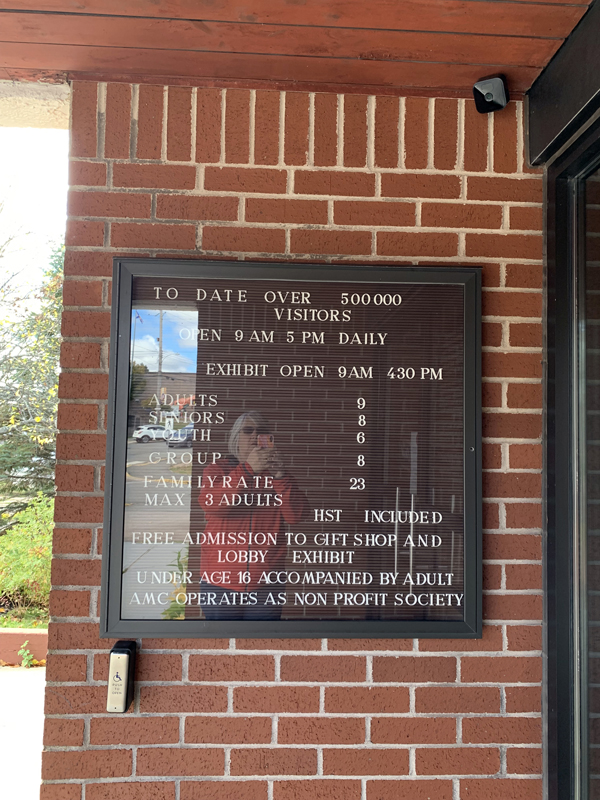 TO DATE OVER 500000
VISITORS
OPEN 9 AM 5 PM DAILY
EXHIBIT OPEN 9AM 430 PM
ADULTS 9
SENIORS 8
YOUTH 6
GROUP 8
FAMILY RATE 23
MAX 3 ADULTS
HST INCLUDED
FREE ADMISSION TO GIFT SHOP AND
LOBBY EXHIBIT
UNDER AGE 16 ACCOMPANIED BY ADULT
AMC OPERATES AS NON PROFIT SOCIETY